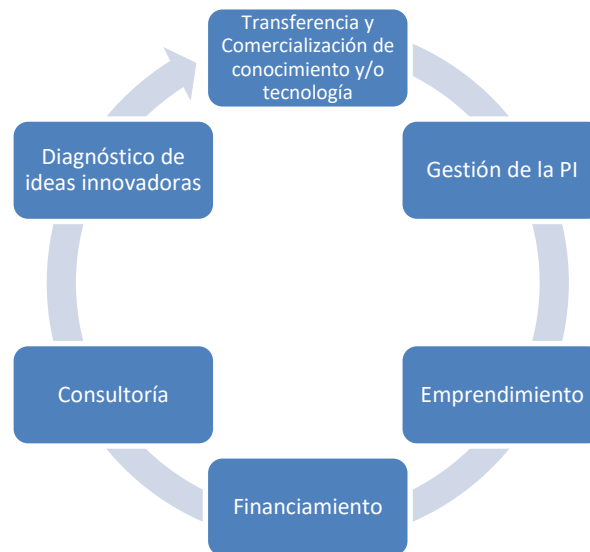 Transferencia y
Comercialización de
conocimiento y/o
tecnología
Gestión de la PI
Emprendimiento
Financiamiento
Consultoría
Diagnóstico de
ideas innovadoras